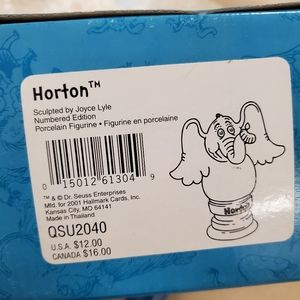 Horton™
Sculpted by Joyce Lyle
Numbered Edition
Porcelain Figurine • Figurine en porcelaine
0 15012 61304 9
™ & © Dr. Seuss Enterprises
Mfd. for 2001 Hallmark Cards, Inc.
Kansas City, MO 64141
Made in Thailand
Horton
QSU2040
U.S.A. $12.00
CANADA $16.00